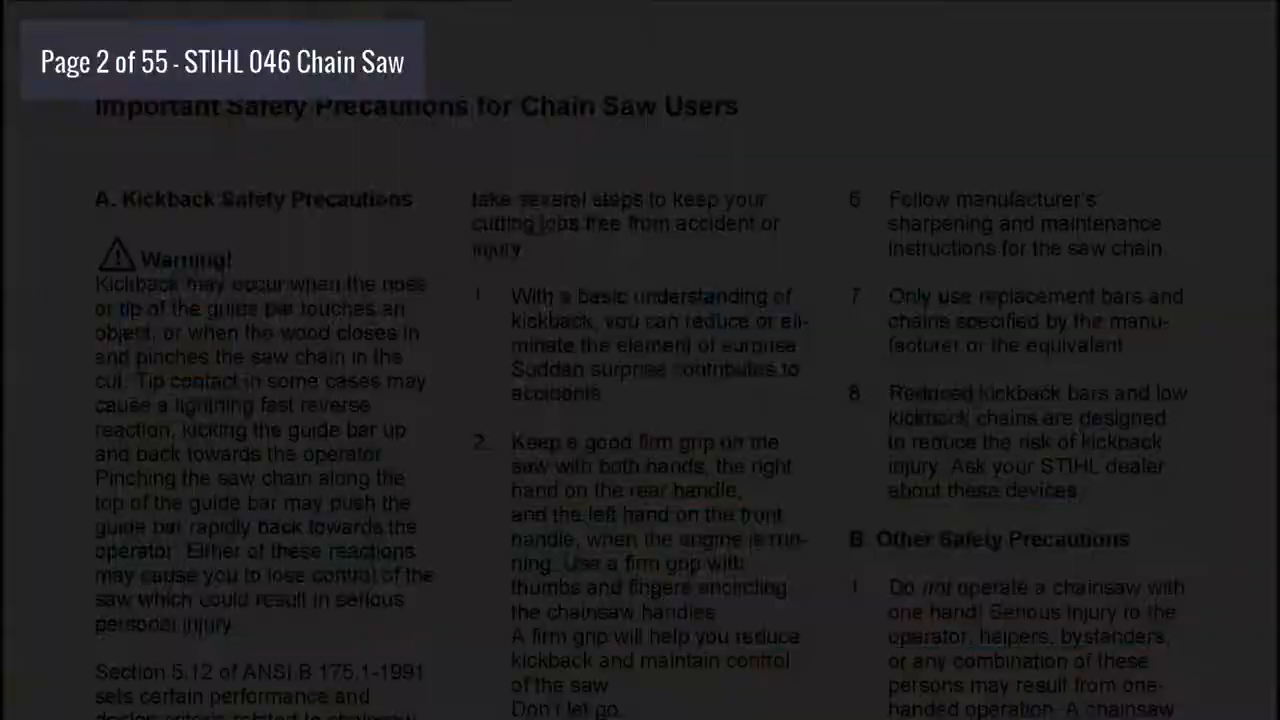 Page 2 of 55 - STIHL 046 Chain Saw
Important Safety Precautions for Chain Saw Users
A. Kickback Safety Precautions
Warning!
Kickback may occur when the nose
or tip of the guide bar touches an
object, or when the wood closes in
and pinches the saw chain in the
cut. Tip contact in some cases may
cause a lightning fast reverse
reaction, kicking the guide bar up
and back towards the operator.
Pinching the saw chain along the
top of the guide bar may push the
guide bar rapidly back towards the
operator. Either of these reactions
may cause you to lose control of the
saw which could result in serious
personal injury.
Section 5.12 of ANSI B 175.1-1991
sets certain performance and
design criteria related to chainsaw
take several steps to keep your
cutting jobs free from accident or
injury.
1. With a basic understanding of
kickback, you can reduce or eli-
minate the element of surprise.
Sudden surprise contributes to
accidents.
2. Keep a good firm grip on the
saw with both hands, the right
hand on the rear handle,
and the left hand on the front
handle, when the engine is run-
ning. Use a firm grip with
thumbs and fingers encircling
the chainsaw handles.
A firm grip will help you reduce
kickback and maintain control
of the saw.
Don't let go.
6. Follow manufacturer's
sharpening and maintenance
instructions for the saw chain.
7. Only use replacement bars and
chains specified by the manu-
facturer or the equivalent.
8. Reduced kickback bars and low
kickback chains are designed
to reduce the risk of kickback
injury. Ask your STIHL dealer
about these devices.
B. Other Safety Precautions
1. Do not operate a chainsaw with
one hand! Serious injury to the
operator, helpers, bystanders,
or any combination of these
persons may result from one-
handed operation. A chainsaw